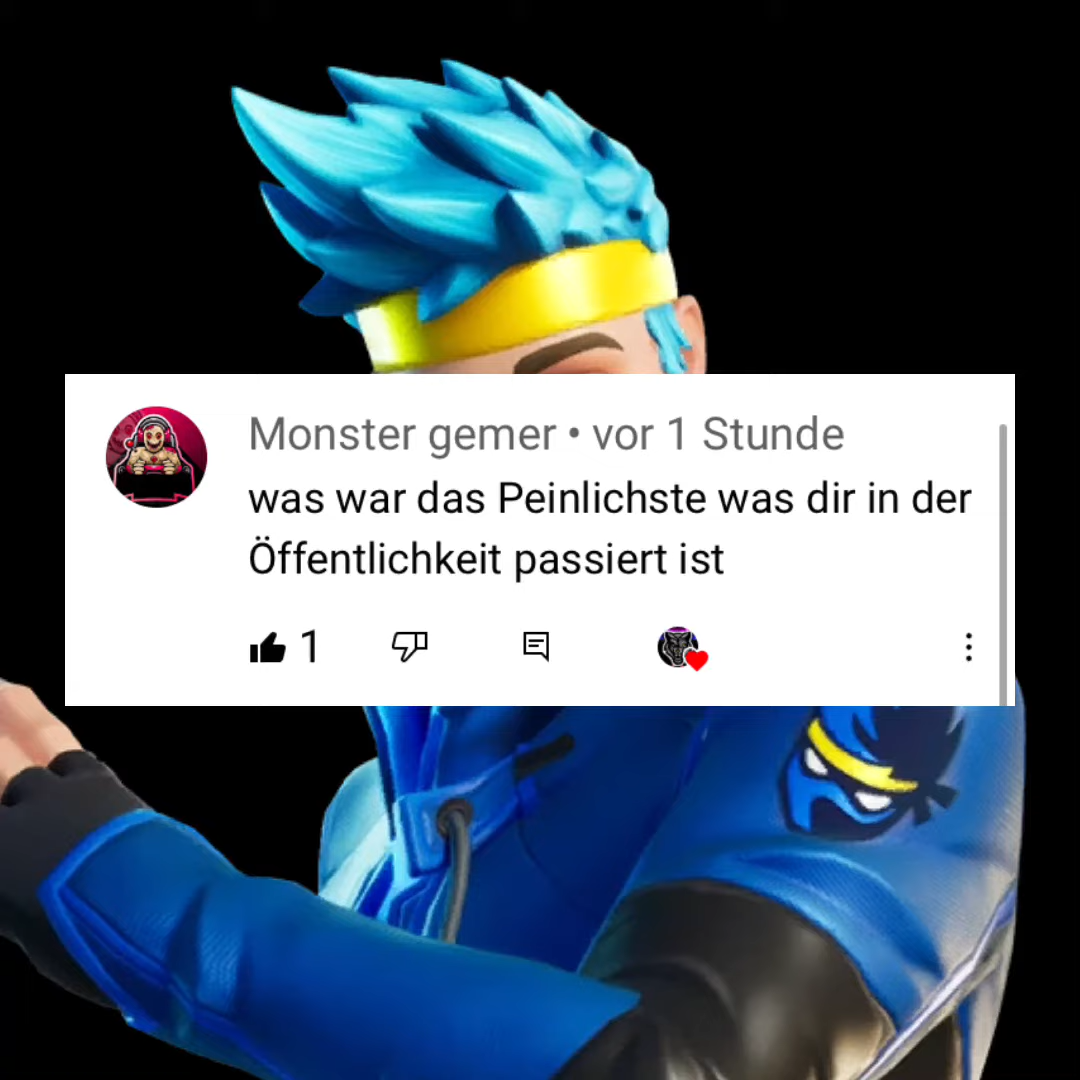 Monster gemer • vor 1 Stunde
was war das Peinlichste was dir in der
Öffentlichkeit passiert ist
1